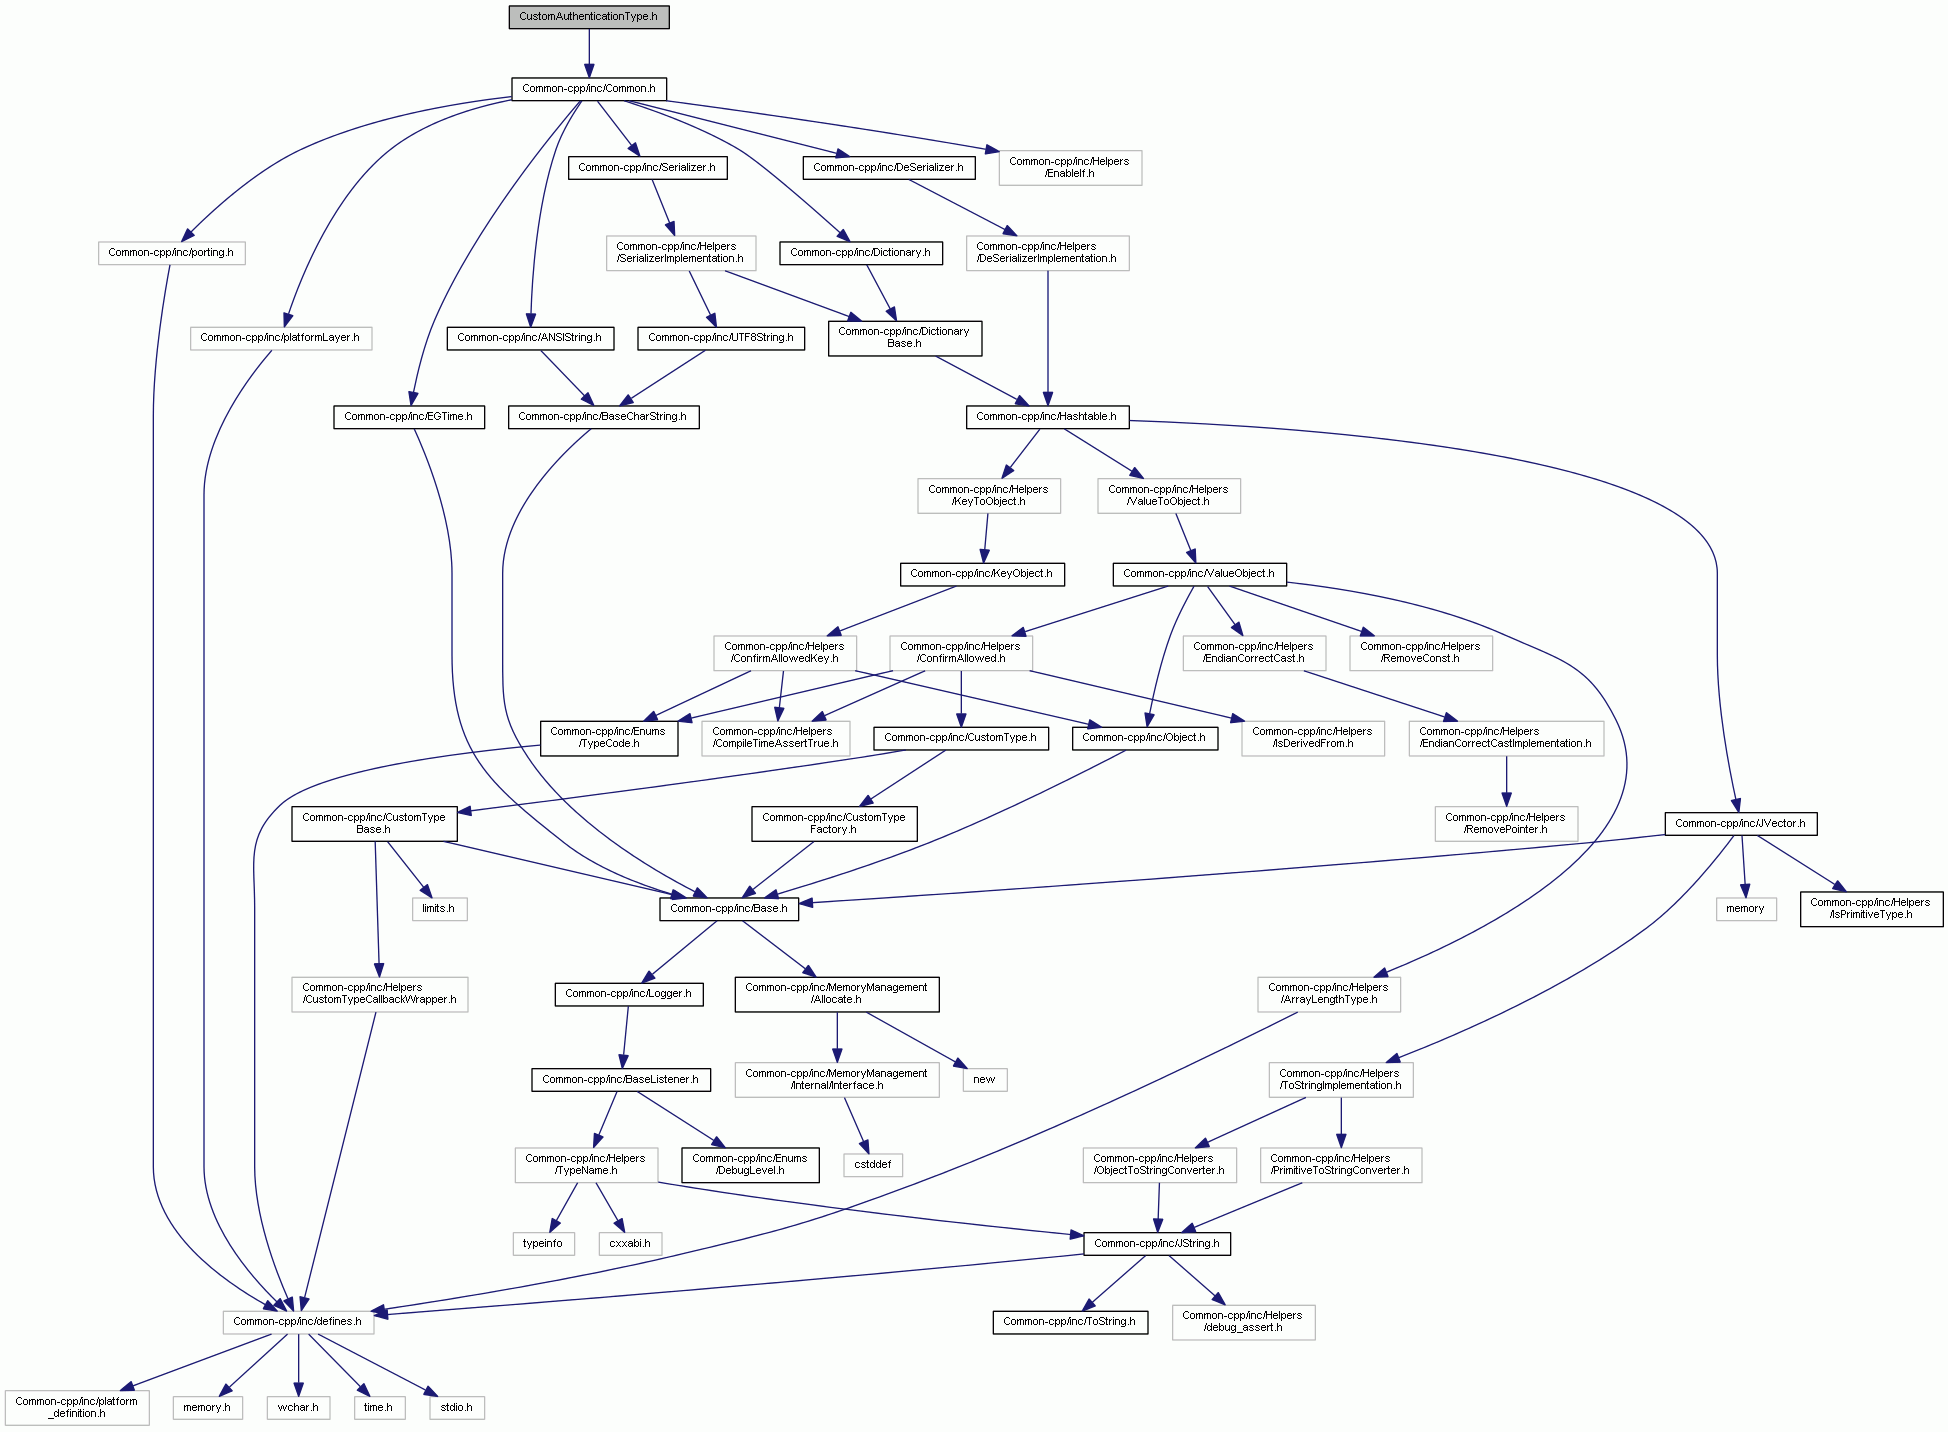 CustomAuthenticationType.h
Common-cpp/inc/Common.h
Common-cpp/inc/Serializer.h
Common-cpp/inc/DeSerializer.h
Common-cpp/inc/Helpers
/EnableIf.h
Common-cpp/inc/porting.h
Common-cpp/inc/Helpers
/SerializerImplementation.h
Common-cpp/inc/Dictionary.h
Common-cpp/inc/Helpers
/DeSerializerImplementation.h
Common-cpp/inc/platformLayer.h
Common-cpp/inc/ANSIString.h
Common-cpp/inc/UTF8String.h
Common-cpp/inc/Dictionary
Base.h
Common-cpp/inc/EGTime.h
Common-cpp/inc/BaseCharString.h
Common-cpp/inc/Hashtable.h
Common-cpp/inc/Helpers
/KeyToObject.h
Common-cpp/inc/Helpers
/ValueToObject.h
Common-cpp/inc/KeyObject.h
Common-cpp/inc/ValueObject.h
Common-cpp/inc/Helpers
/ConfirmAllowedKey.h
Common-cpp/inc/Helpers
/ConfirmAllowed.h
Common-cpp/inc/Helpers
/EndianCorrectCast.h
Common-cpp/inc/Helpers
/RemoveConst.h
Common-cpp/inc/Enums
/TypeCode.h
Common-cpp/inc/Helpers
/CompileTimeAssertTrue.h
Common-cpp/inc/CustomType.h
Common-cpp/inc/Object.h
Common-cpp/inc/Helpers
/IsDerivedFrom.h
Common-cpp/inc/Helpers
/EndianCorrectCastImplementation.h
Common-cpp/inc/CustomType
Base.h
Common-cpp/inc/CustomType
Factory.h
Common-cpp/inc/Helpers
/RemovePointer.h
Common-cpp/inc/JVector.h
limits.h
Common-cpp/inc/Base.h
memory
Common-cpp/inc/Helpers
/IsPrimitiveType.h
Common-cpp/inc/Helpers
/CustomTypeCallbackWrapper.h
Common-cpp/inc/Logger.h
Common-cpp/inc/MemoryManagement
/Allocate.h
Common-cpp/inc/Helpers
/ArrayLengthType.h
Common-cpp/inc/BaseListener.h
Common-cpp/inc/MemoryManagement
/Internal/Interface.h
new
Common-cpp/inc/Helpers
/ToStringImplementation.h
Common-cpp/inc/Helpers
/TypeName.h
Common-cpp/inc/Enums
/DebugLevel.h
cstddef
Common-cpp/inc/Helpers
/ObjectToStringConverter.h
Common-cpp/inc/Helpers
/PrimitiveToStringConverter.h
typeinfo
cxxabi.h
Common-cpp/inc/JString.h
Common-cpp/inc/defines.h
Common-cpp/inc/ToString.h
Common-cpp/inc/Helpers
/debug_assert.h
Common-cpp/inc/platform
_definition.h
memory.h
wchar.h
time.h
stdio.h